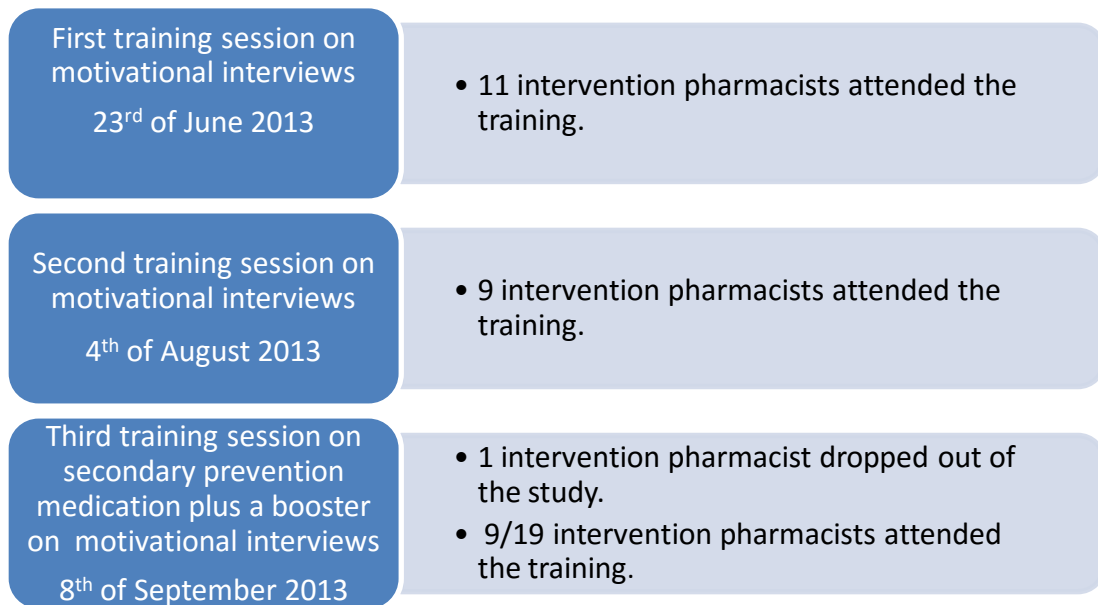 First training session on
motivational interviews
23rd of June 2013
• 11 intervention pharmacists attended the
training.
Second training session on
motivational interviews
4th of August 2013
• 9 intervention pharmacists attended the
training.
Third training session on
secondary prevention
medication plus a booster
on motivational interviews
8th of September 2013
• 1 intervention pharmacist dropped out of
the study.
• 9/19 intervention pharmacists attended
the training.